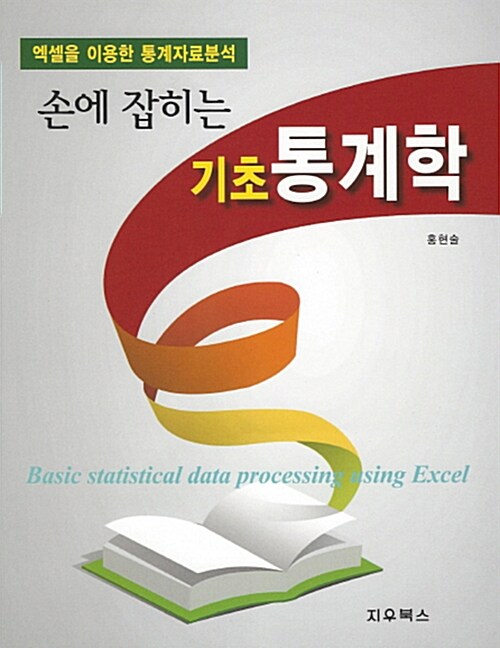 엑셀을 이용한 통계자료분석
손에 잡히는
기초통계학
홍현술
Basic statistical data processing using Excel
지우북스